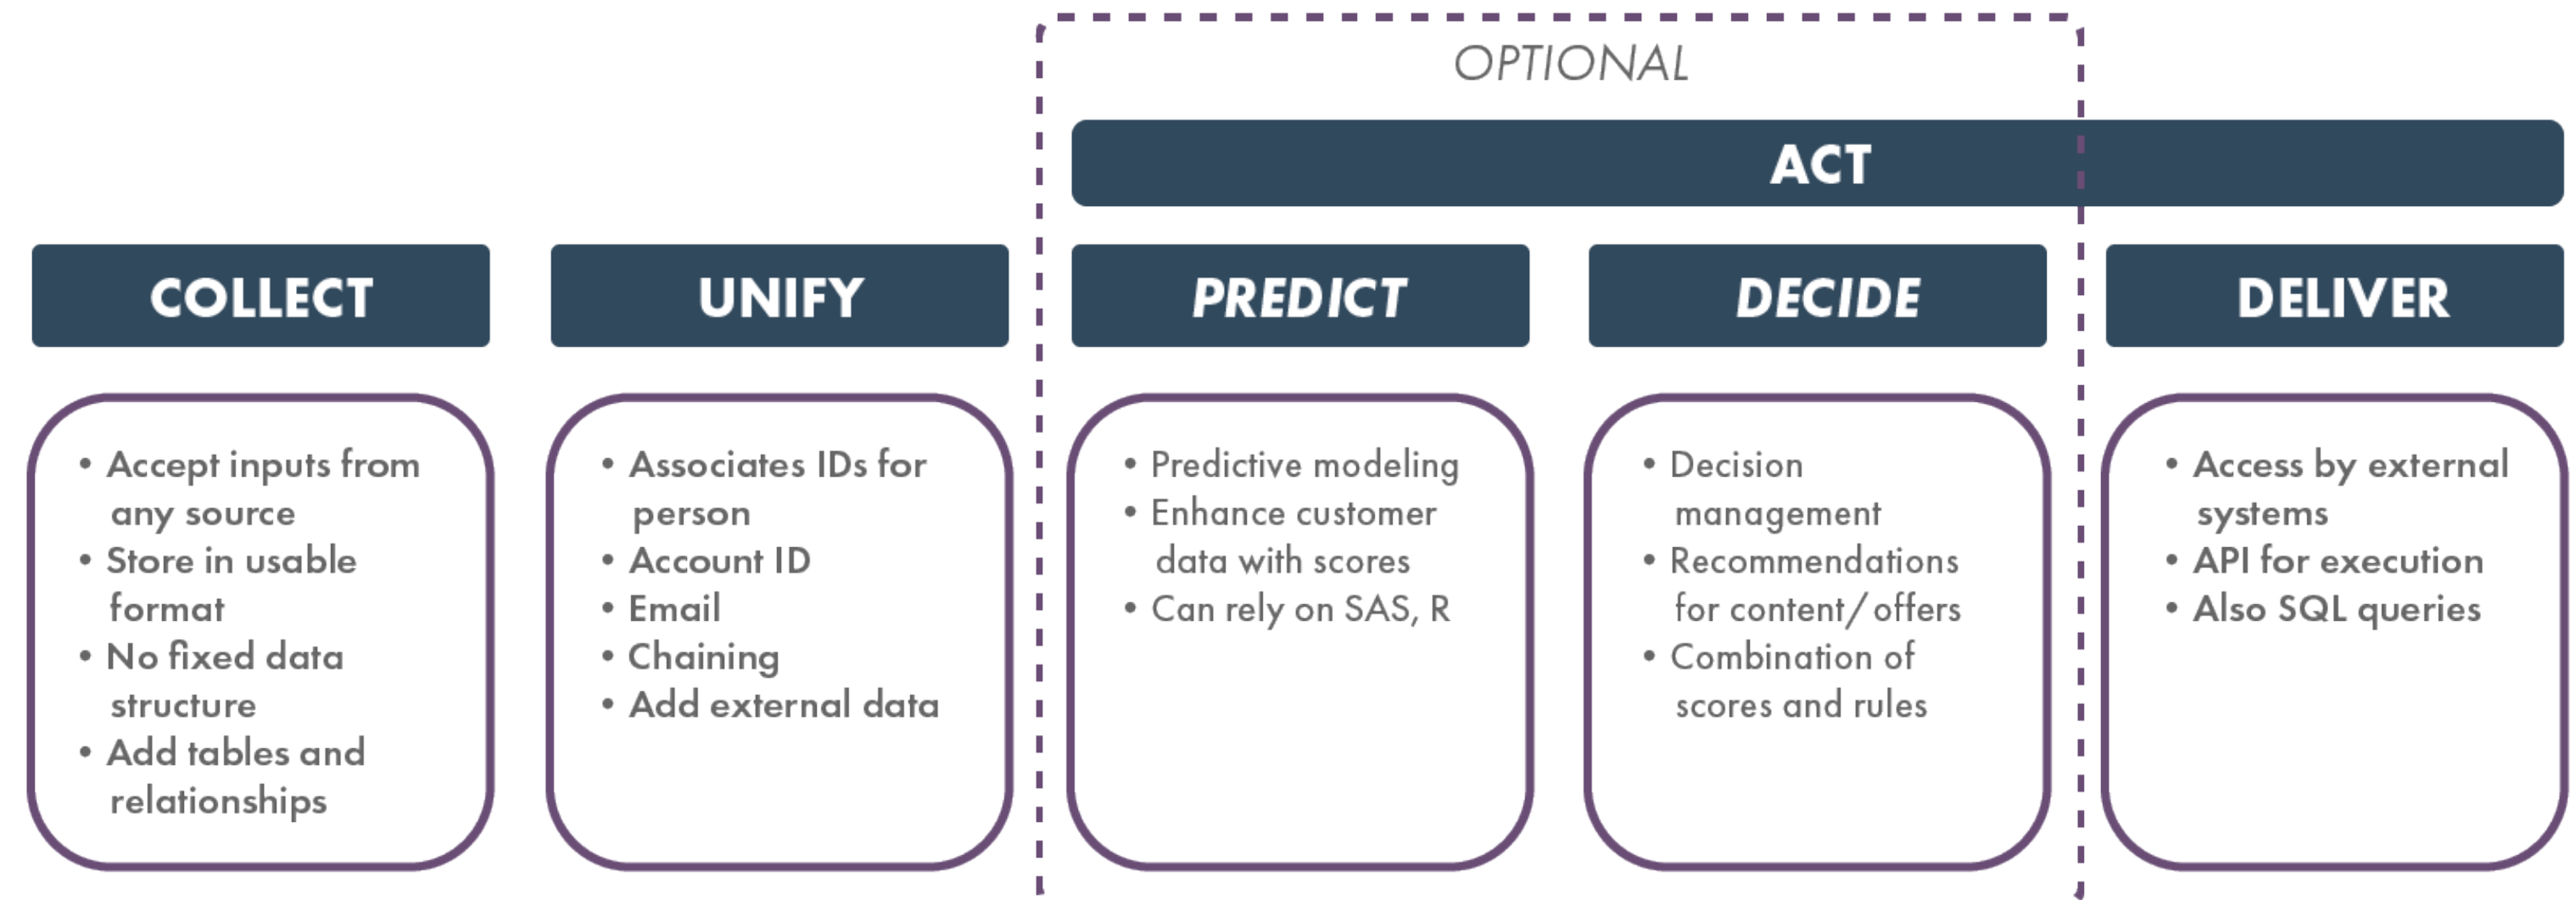 OPTIONAL
ACT
COLLECT
UNIFY
PREDICT
DECIDE
DELIVER
• Accept inputs from
any source
• Store in usable
format
• No fixed data
structure
• Add tables and
relationships
• Associates IDs for
person
• Account ID
• Email
• Chaining
• Add external data
• Predictive modeling
• Enhance customer
data with scores
• Can rely on SAS, R
• Decision
management
• Recommendations
for content/offers
• Combination of
scores and rules
• Access by external
systems
• API for execution
• Also SQL queries